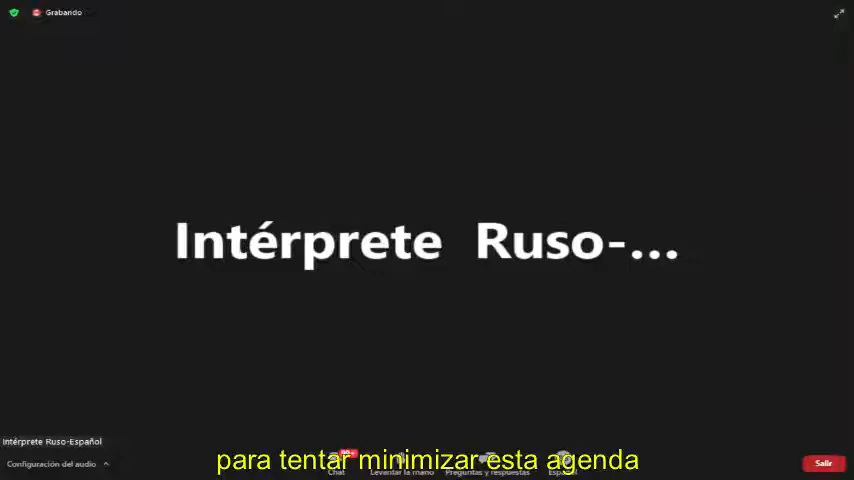 Grabando
Intérprete Ruso-...
Intérprete Ruso-Español
Configuración del audio
Chat
Levantar la mano
Preguntas y respuestas
Español
Salir
para tentar minimizar esta agenda